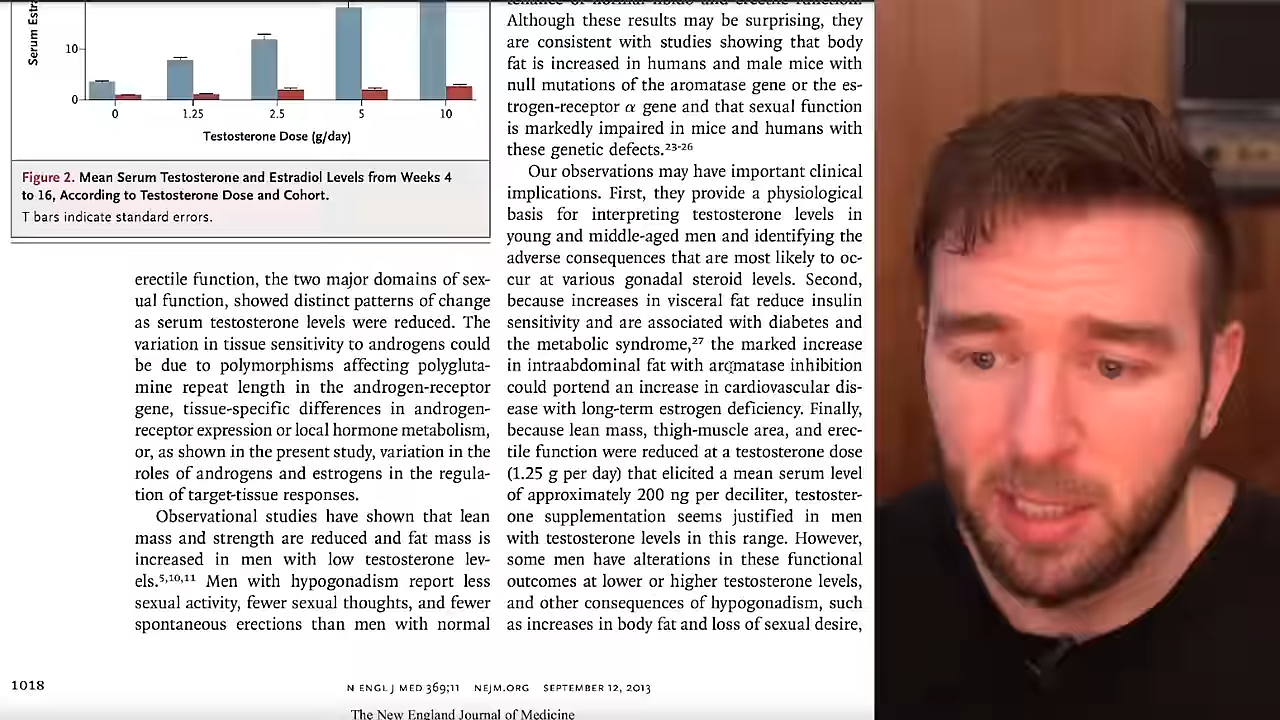 Serum Estra
10
0
0 1.25 2.5 5 10
Testosterone Dose (g/day)
Figure 2. Mean Serum Testosterone and Estradiol Levels from Weeks 4
to 16, According to Testosterone Dose and Cohort.
T bars indicate standard errors.
erectile function, the two major domains of sex-
ual function, showed distinct patterns of change
as serum testosterone levels were reduced. The
variation in tissue sensitivity to androgens could
be due to polymorphisms affecting polygluta-
mine repeat length in the androgen-receptor
gene, tissue-specific differences in androgen-
receptor expression or local hormone metabolism,
or, as shown in the present study, variation in the
roles of androgens and estrogens in the regula-
tion of target-tissue responses.
Observational studies have shown that lean
mass and strength are reduced and fat mass is
increased in men with low testosterone lev-
els.5,10,11 Men with hypogonadism report less
sexual activity, fewer sexual thoughts, and fewer
spontaneous erections than men with normal
tenance of normal libido and erectile function.
Although these results may be surprising, they
are consistent with studies showing that body
fat is increased in humans and male mice with
null mutations of the aromatase gene or the es-
trogen-receptor α gene and that sexual function
is markedly impaired in mice and humans with
these genetic defects.23-26
Our observations may have important clinical
implications. First, they provide a physiological
basis for interpreting testosterone levels in
young and middle-aged men and identifying the
adverse consequences that are most likely to oc-
cur at various gonadal steroid levels. Second,
because increases in visceral fat reduce insulin
sensitivity and are associated with diabetes and
the metabolic syndrome,27 the marked increase
in intraabdominal fat with aromatase inhibition
could portend an increase in cardiovascular dis-
ease with long-term estrogen deficiency. Finally,
because lean mass, thigh-muscle area, and erec-
tile function were reduced at a testosterone dose
(1.25 g per day) that elicited a mean serum level
of approximately 200 ng per deciliter, testoster-
one supplementation seems justified in men
with testosterone levels in this range. However,
some men have alterations in these functional
outcomes at lower or higher testosterone levels,
and other consequences of hypogonadism, such
as increases in body fat and loss of sexual desire,
1018
N ENGL J MED 369;11 NEJM.ORG SEPTEMBER 12, 2013
The New England Journal of Medicine